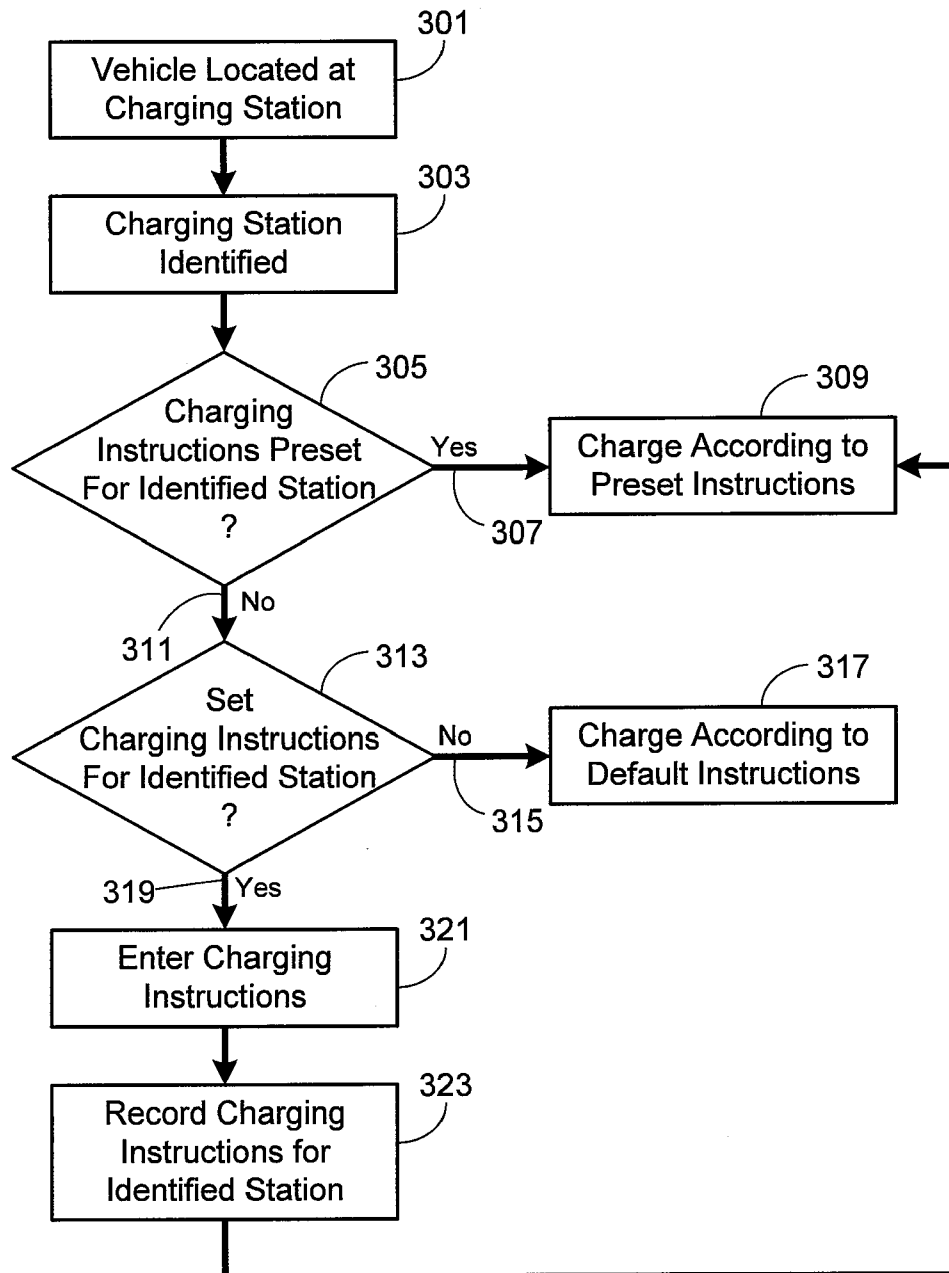 301
Vehicle Located at
Charging Station
303
Charging Station
Identified
305
Charging
Instructions Preset
For Identified Station
?
Yes
307
309
Charge According to
Preset Instructions
No
311
313
Set
Charging Instructions
For Identified Station
?
No
315
317
Charge According to
Default Instructions
319
Yes
321
Enter Charging
Instructions
323
Record Charging
Instructions for
Identified Station